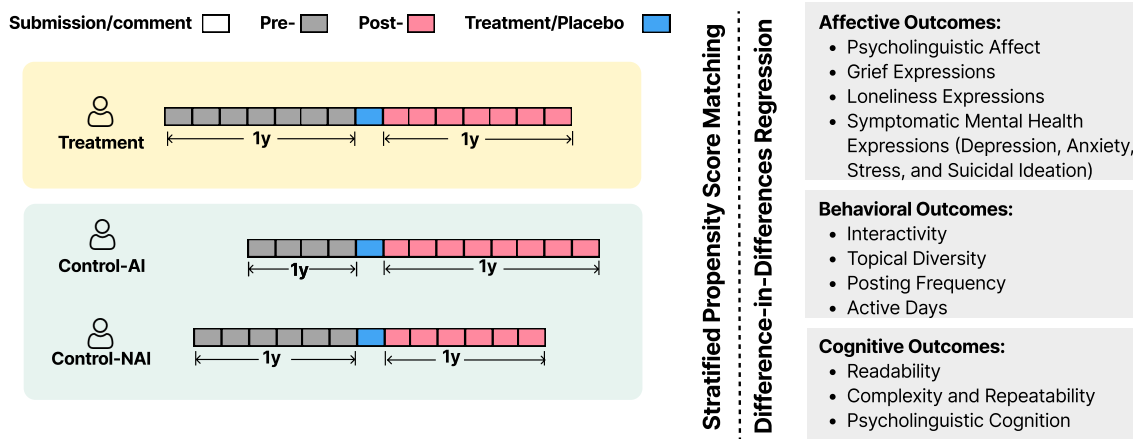 Submission/comment
Pre-
Post-
Treatment/Placebo
Treatment
1y
1y
Control-AI
1y
1y
Control-NAI
1y
1y
Stratified Propensity Score Matching
Difference-in-Differences Regression
Affective Outcomes:
• Psycholinguistic Affect
• Grief Expressions
• Loneliness Expressions
• Symptomatic Mental Health
Expressions (Depression, Anxiety,
Stress, and Suicidal Ideation)
Behavioral Outcomes:
• Interactivity
• Topical Diversity
• Posting Frequency
• Active Days
Cognitive Outcomes:
• Readability
• Complexity and Repeatability
• Psycholinguistic Cognition